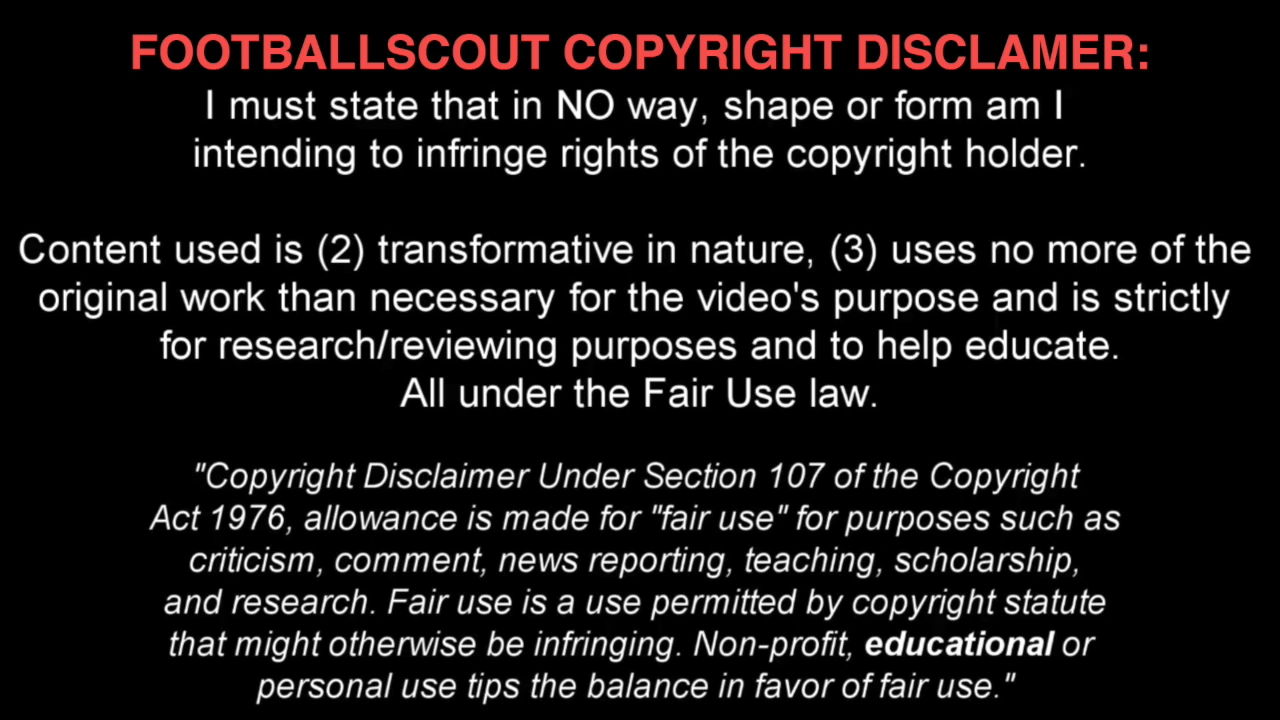 FOOTBALLSCOUT COPYRIGHT DISCLAMER:
I must state that in NO way, shape or form am I
intending to infringe rights of the copyright holder.
Content used is (2) transformative in nature, (3) uses no more of the
original work than necessary for the video's purpose and is strictly
for research/reviewing purposes and to help educate.
All under the Fair Use law.
"Copyright Disclaimer Under Section 107 of the Copyright
Act 1976, allowance is made for "fair use" for purposes such as
criticism, comment, news reporting, teaching, scholarship,
and research. Fair use is a use permitted by copyright statute
that might otherwise be infringing. Non-profit, educational or
personal use tips the balance in favor of fair use."